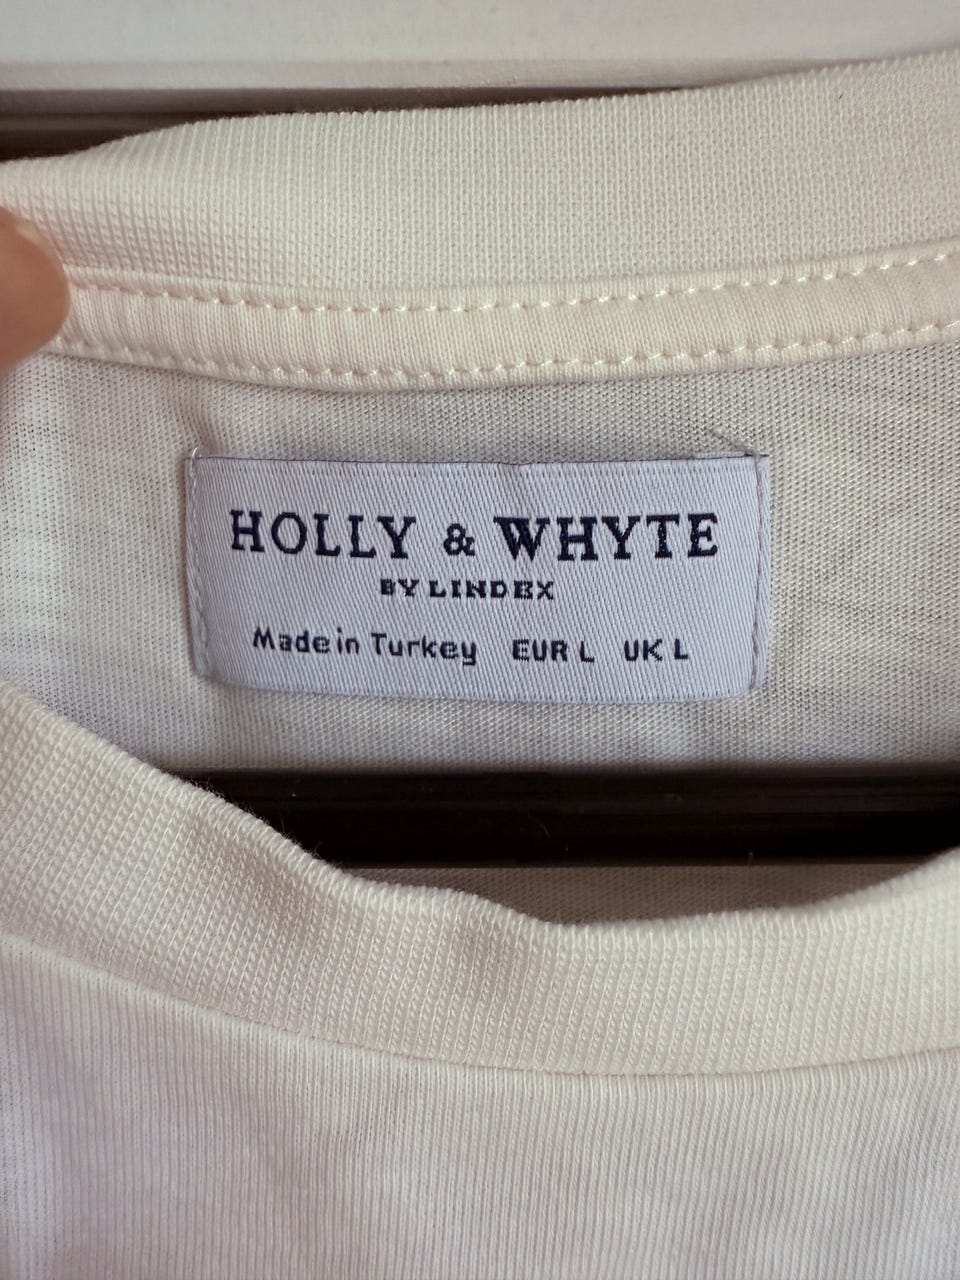 HOLLY & WHYTE
BY LINDEX
Made in Turkey EUR L UK L